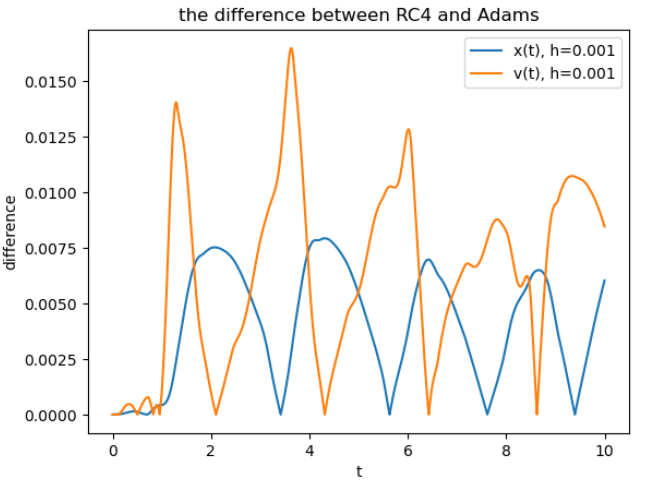 the difference between RC4 and Adams
x(t), h=0.001
v(t), h=0.001
0.0150
0.0125
0.0100
0.0075
0.0050
0.0025
0.0000
difference
0 2 4 6 8 10
t